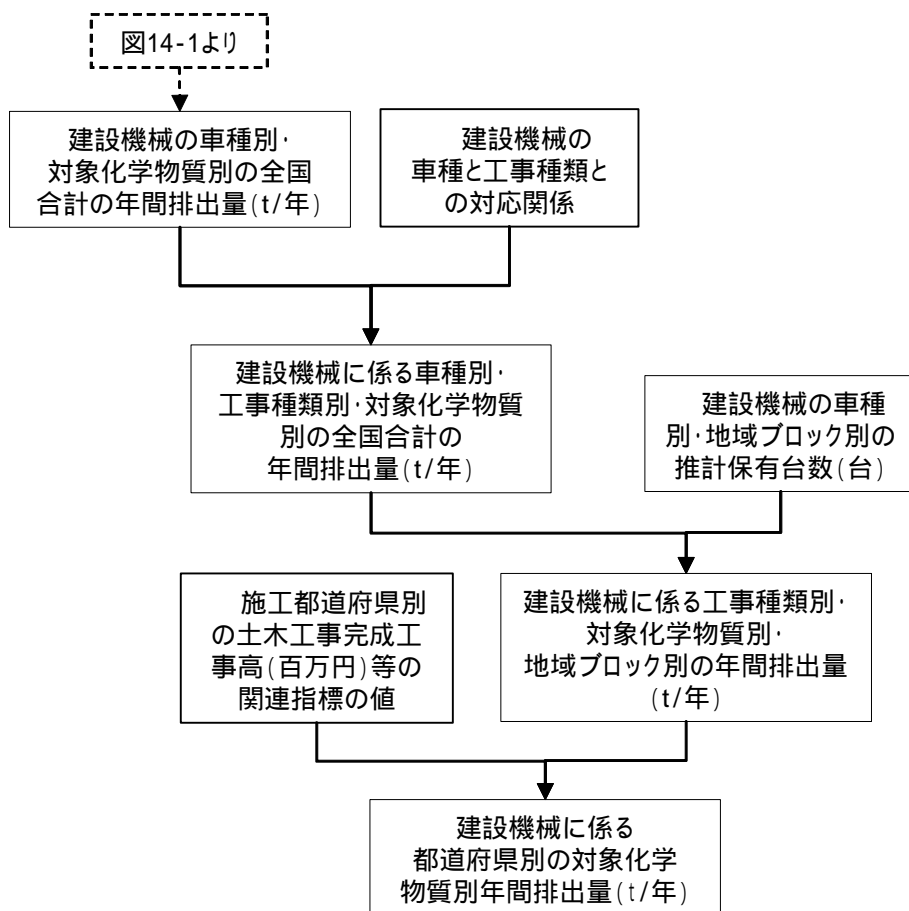 図14-1より
建設機械の車種別・
対象化学物質別の全国
合計の年間排出量(t/年)
建設機械の
車種と工事種類と
の対応関係
建設機械に係る車種別・
工事種類別・対象化学物質
別の全国合計の
年間排出量(t/年)
建設機械の車種
別・地域ブロック別の
推計保有台数(台)
施工都道府県別
の土木工事完成工
事高(百万円)等の
関連指標の値
建設機械に係る工事種類別・
対象化学物質別・
地域ブロック別の年間排出量
(t/年)
建設機械に係る
都道府県別の対象化学
物質別年間排出量(t/年)